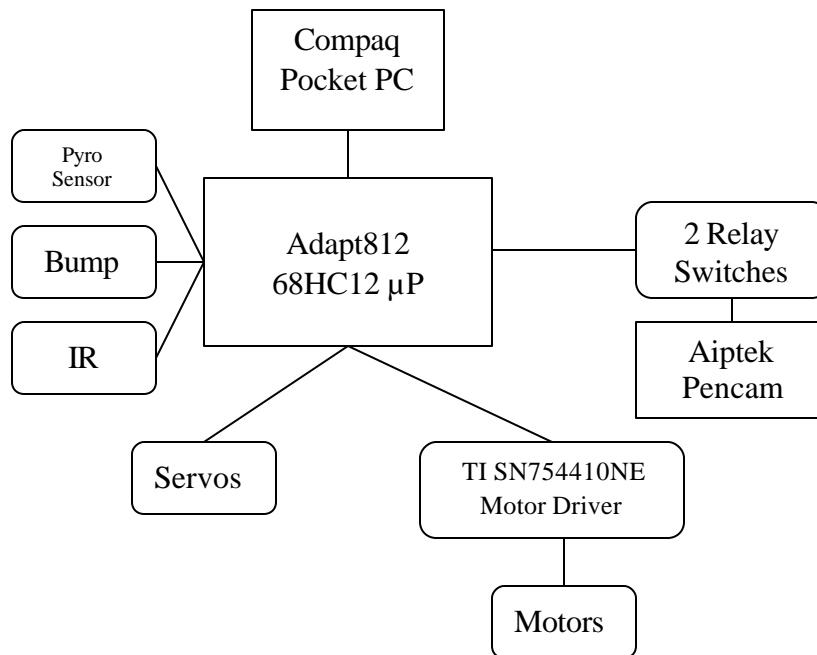 Compaq
Pocket PC
Pyro
Sensor
Bump
IR
Adapt812
68HC12 µP
2 Relay
Switches
Aiptek
Pencam
Servos
TI SN754410NE
Motor Driver
Motors